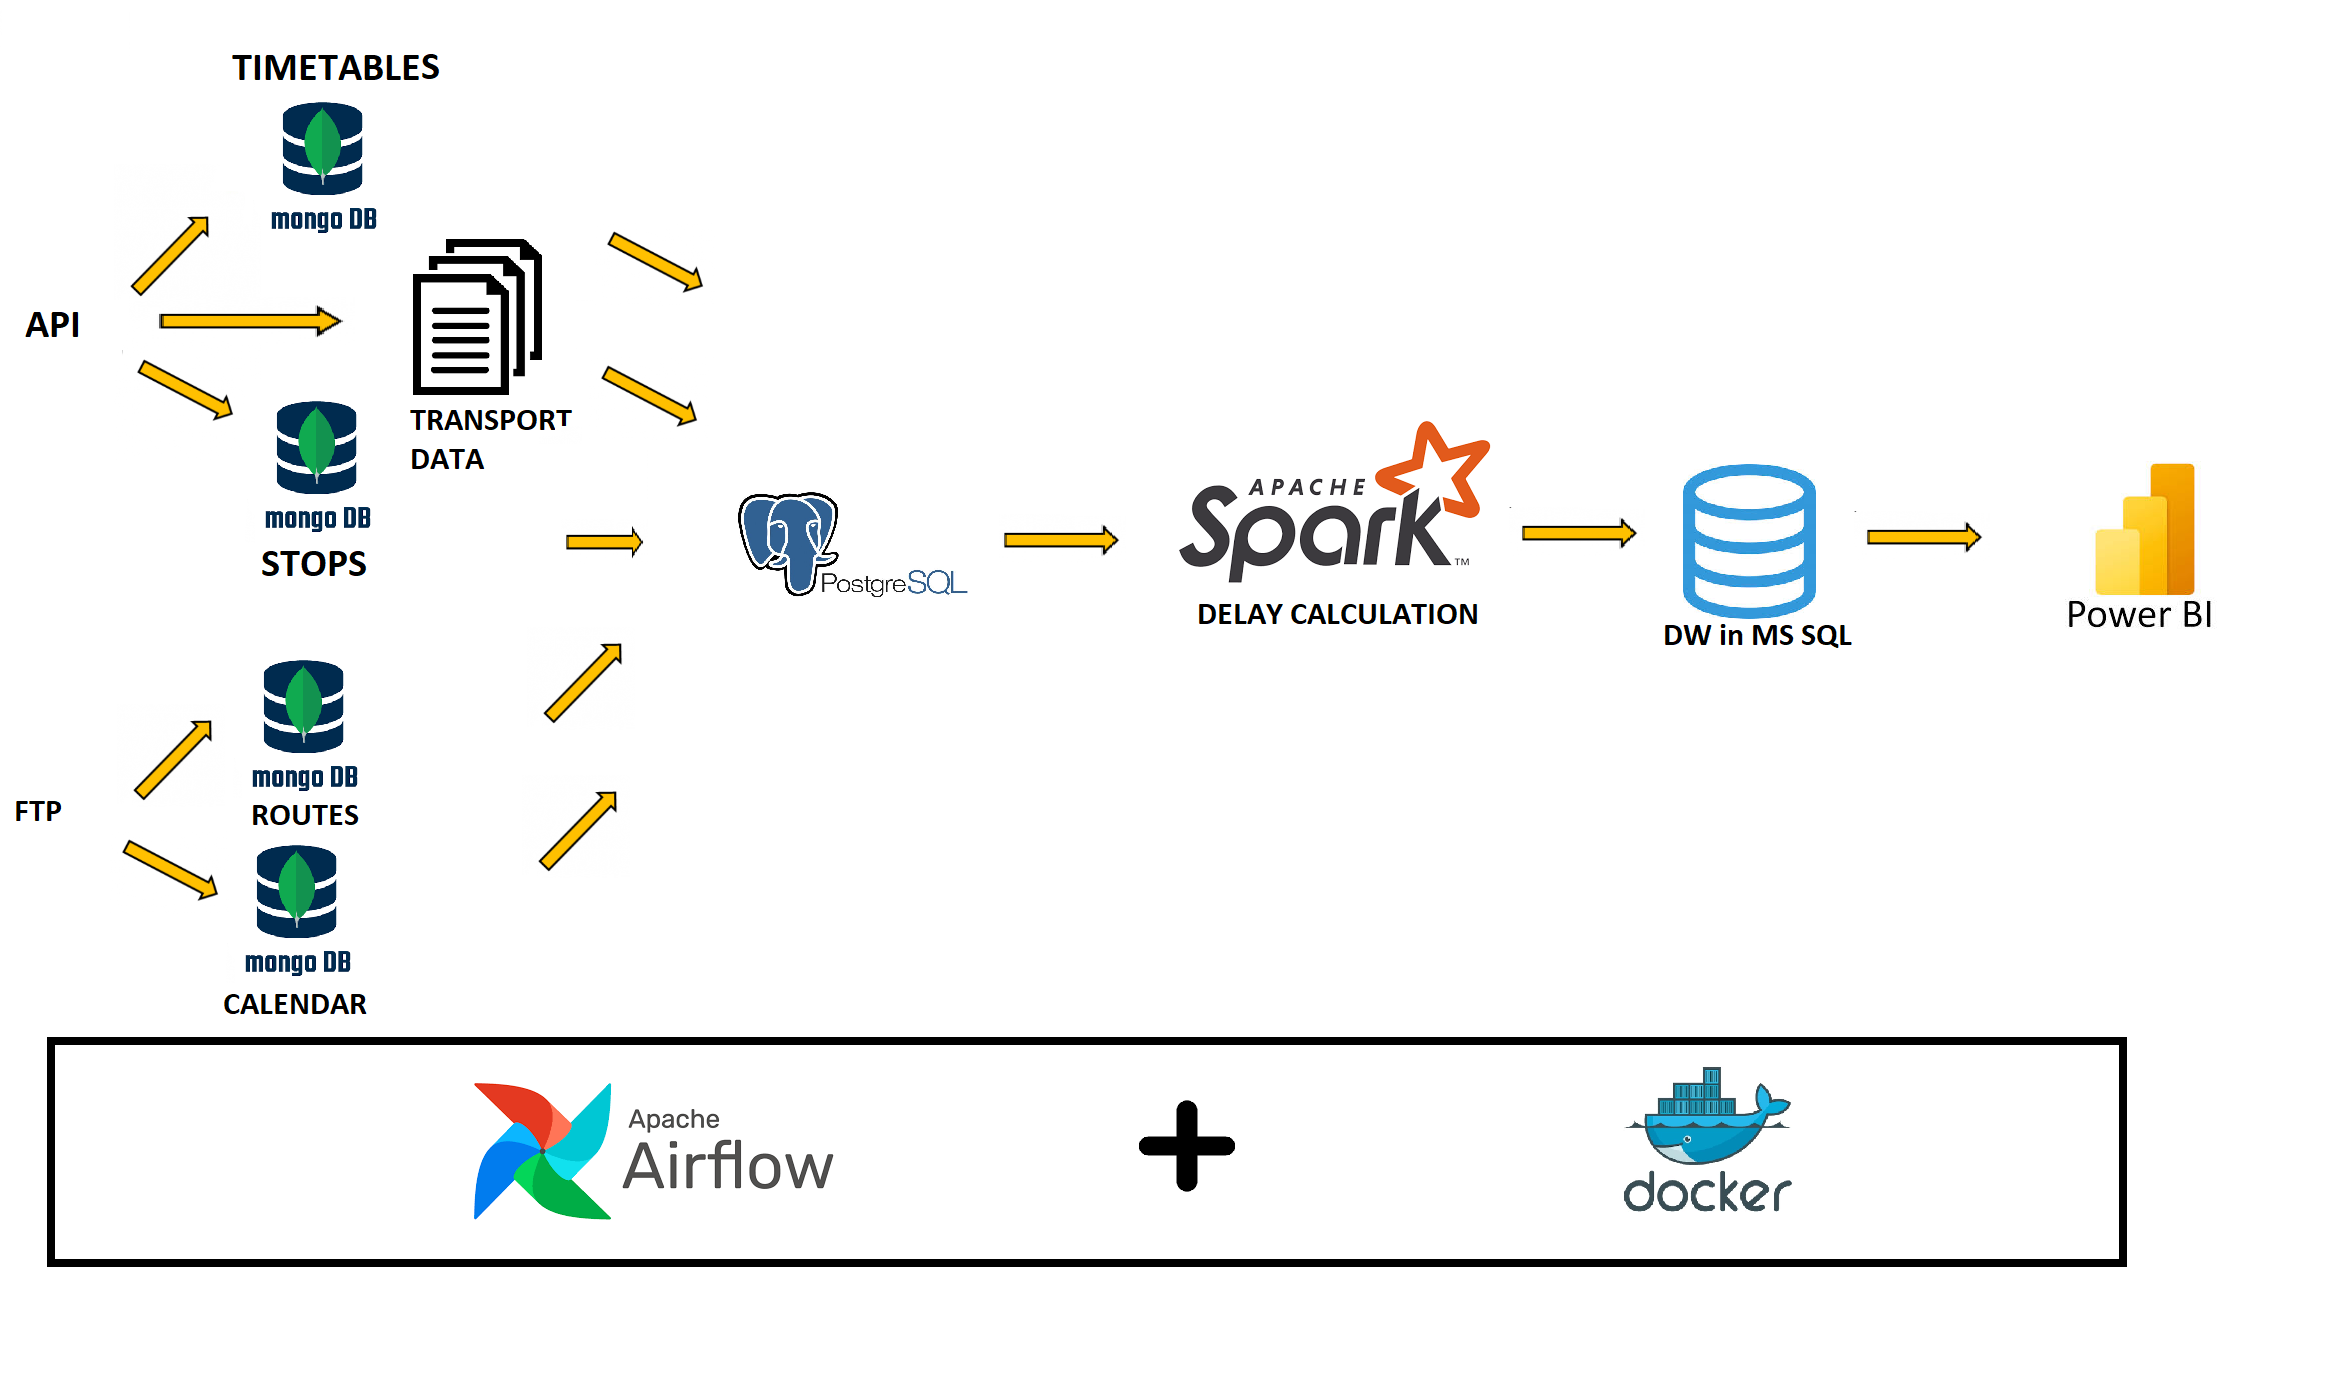 TIMETABLES
mongo DB
API
TRANSPORT
DATA
mongo DB
STOPS
PostgreSQL
APACHE
Spark™
DELAY CALCULATION
DW in MS SQL
Power BI
FTP
mongo DB
ROUTES
mongo DB
CALENDAR
Apache
Airflow
docker